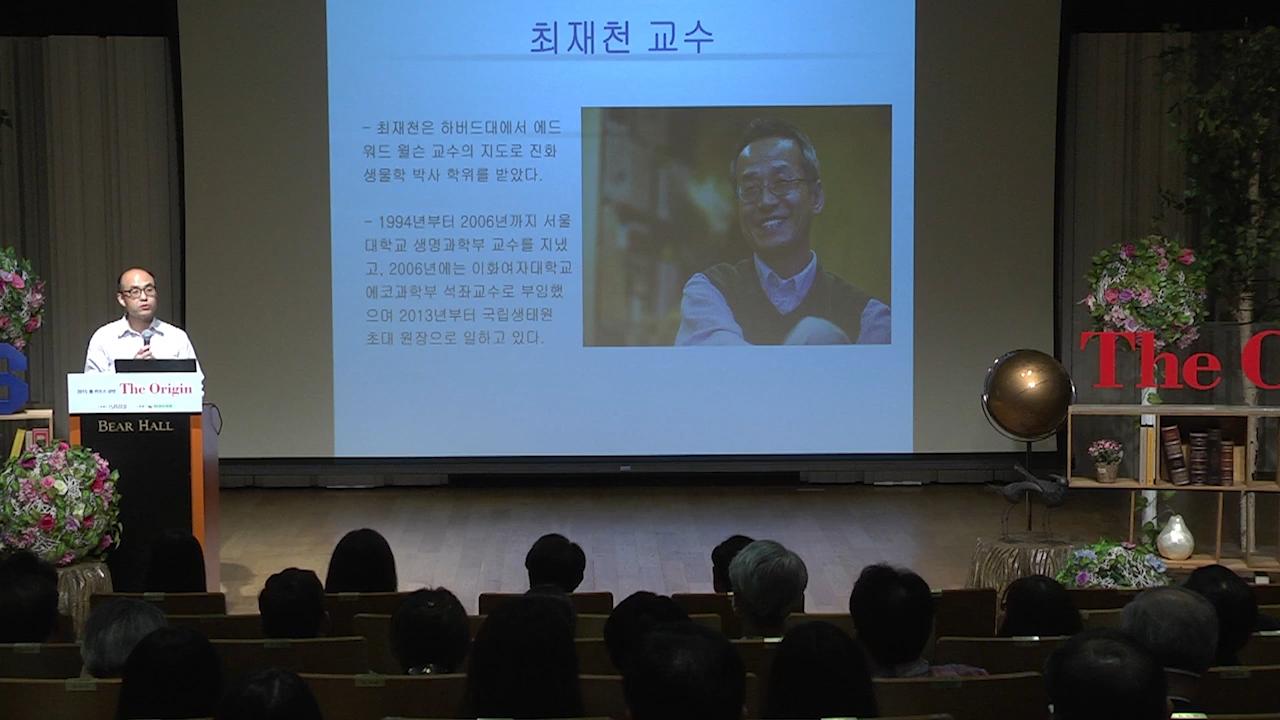 최재천 교수
- 최재천은 하버드대에서 에드
워드 윌슨 교수의 지도로 진화
생물학 박사 학위를 받았다.
- 1994년부터 2006년까지 서울
대학교 생명과학부 교수를 지냈
고, 2006년에는 이화여자대학교
에코과학부 석좌교수로 부임했
으며 2013년부터 국립생태원
초대 원장으로 일하고 있다.
The Origin
BEAR HALL
The O